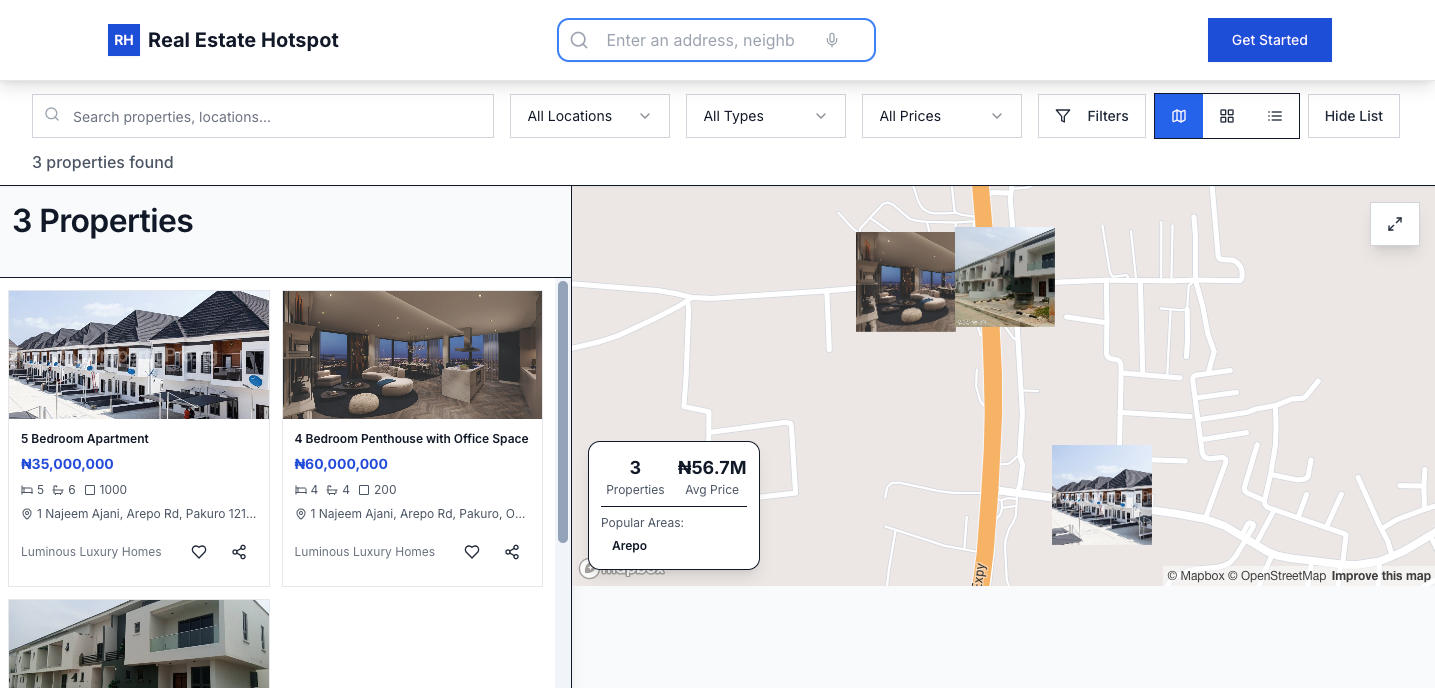 RH Real Estate Hotspot
Enter an address, neighb
Get Started
Search properties, locations...
All Locations
All Types
All Prices
Filters
Hide List
3 properties found
3 Properties
5 Bedroom Apartment
₦35,000,000
5 6 1000
1 Najeem Ajani, Arepo Rd, Pakuro 121...
Luminous Luxury Homes
4 Bedroom Penthouse with Office Space
₦60,000,000
4 4 200
1 Najeem Ajani, Arepo Rd, Pakuro, O...
Luminous Luxury Homes
3 ₦56.7M
Properties Avg Price
Popular Areas:
Arepo
mapbox
Expy
© Mapbox © OpenStreetMap Improve this map